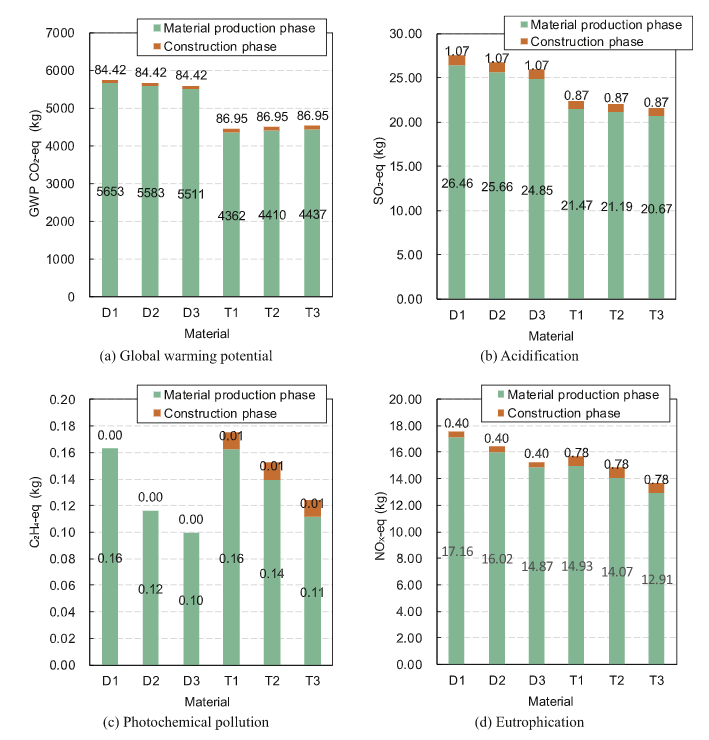 Material production phase
Construction phase
GWP CO₂-eq (kg)
7000
6000
5000
4000
3000
2000
1000
0
84.42 84.42 84.42 86.95 86.95 86.95
5653 5583 5511 4362 4410 4437
D1 D2 D3 T1 T2 T3
Material
(a) Global warming potential
Material production phase
Construction phase
SO₂-eq (kg)
30.00
25.00
20.00
15.00
10.00
5.00
0.00
1.07 1.07 1.07 0.87 0.87 0.87
26.46 25.66 24.85 21.47 21.19 20.67
D1 D2 D3 T1 T2 T3
Material
(b) Acidification
Material production phase
Construction phase
C₂H₄-eq (kg)
0.20
0.18
0.16
0.14
0.12
0.10
0.08
0.06
0.04
0.02
0.00
0.00 0.00 0.00 0.01 0.01 0.01
0.16 0.12 0.10 0.16 0.14 0.11
D1 D2 D3 T1 T2 T3
Material
(c) Photochemical pollution
Material production phase
Construction phase
NOₓ-eq (kg)
20.00
18.00
16.00
14.00
12.00
10.00
8.00
6.00
4.00
2.00
0.00
0.40 0.40 0.40 0.78 0.78 0.78
17.16 16.02 14.87 14.93 14.07 12.91
D1 D2 D3 T1 T2 T3
Material
(d) Eutrophication